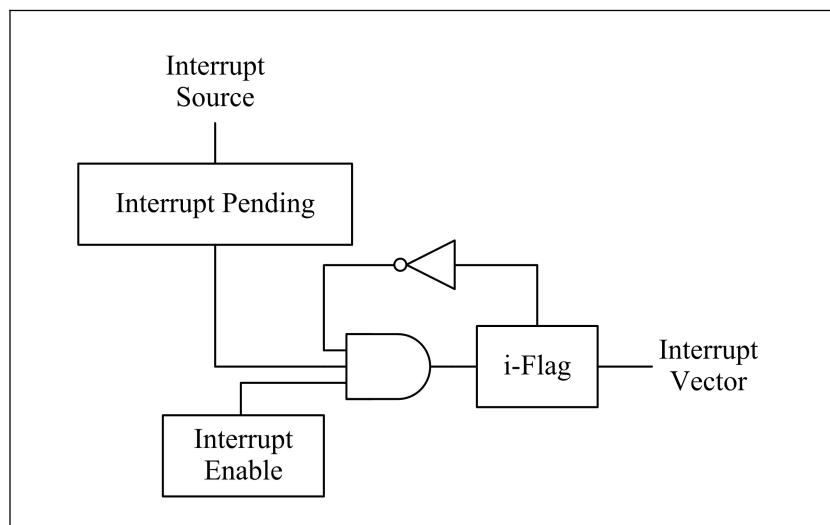 Interrupt
Source
Interrupt Pending
i-Flag
Interrupt
Vector
Interrupt
Enable